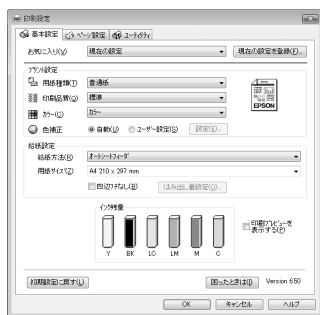 印刷設定
基本設定 ページ設定 ユーティリティ
お気に入り(V) 現在の設定 現在の設定を登録(F)...
プリント設定
用紙種類(T) 普通紙
印刷品質(Q) 標準
カラー(C) カラー
EPSON
色補正 自動(U) ユーザー設定(S) 設定(E)...
給紙設定
給紙方法(R) オートシートフィーダ
用紙サイズ(Z) A4 210 x 297 mm
四辺フチなし(B) はみ出し量設定(O)...
インク残量
Y BK LC LM M C
印刷プレビューを
表示する(P)
初期設定に戻す(L) 困ったときは(I) Version 6.50
OK キャンセル ヘルプ